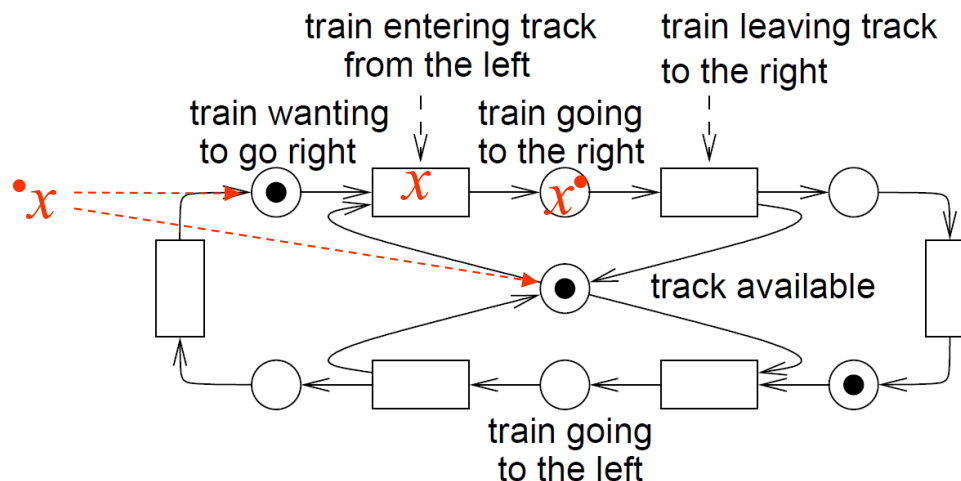 train entering track
from the left
train leaving track
to the right
train wanting
to go right
train going
to the right
•x
x
x•
track available
train going
to the left